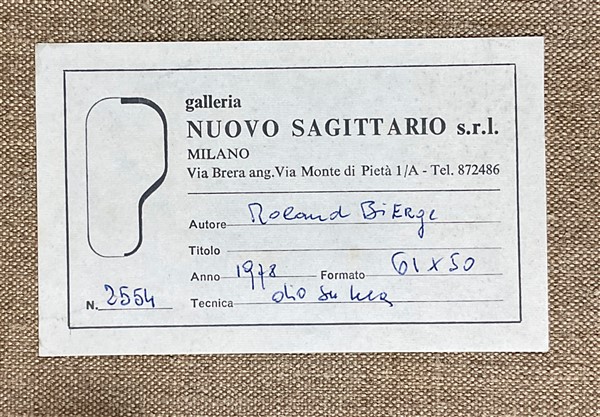 galleria
NUOVO SAGITTARIO s.r.l.
MILANO
Via Brera ang. Via Monte di Pietà 1/A - Tel. 872486
Autore Roland BiErge
Titolo
Anno 1978 Formato 61 x 50
N. 2554 Tecnica olio su tela